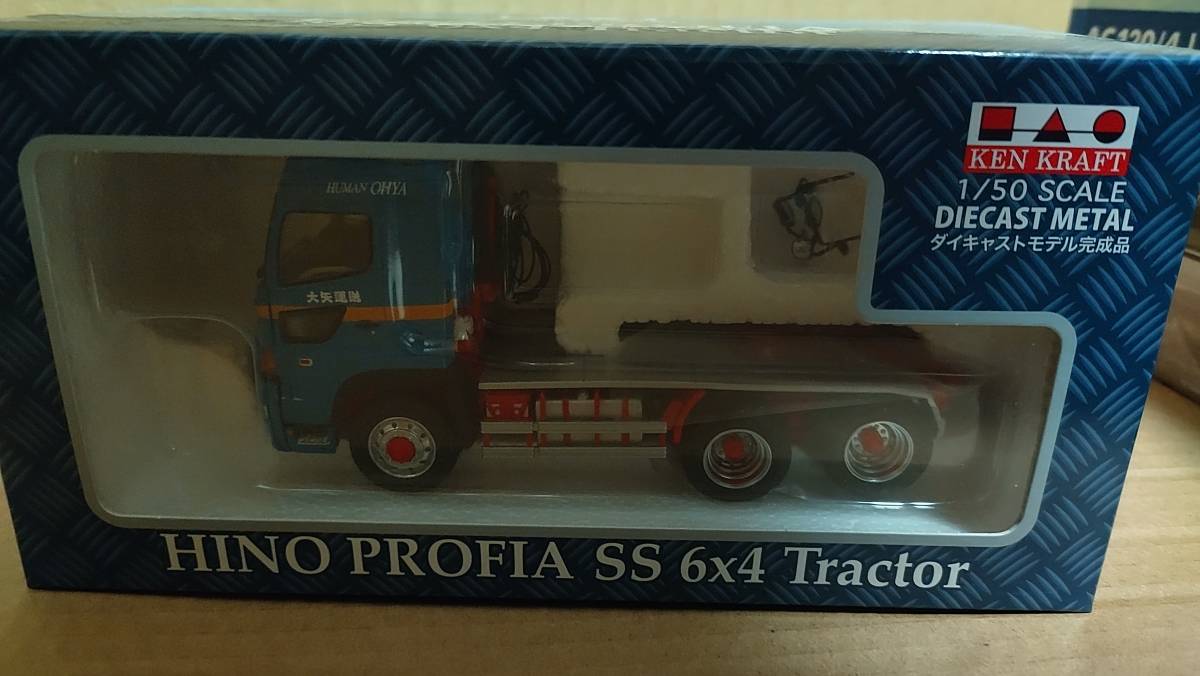 KEN KRAFT
1/50 SCALE
DIECAST METAL
ダイキャストモデル完成品
HUMAN OHYA
大矢運輸
HINO PROFIA SS 6x4 Tractor